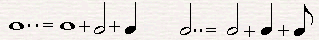 𝅝 . . = 𝅝 + 𝅗𝅥 + 𝅘𝅥 𝅗𝅥 . . = 𝅗𝅥 + 𝅘𝅥 + 𝅘𝅥𝅮